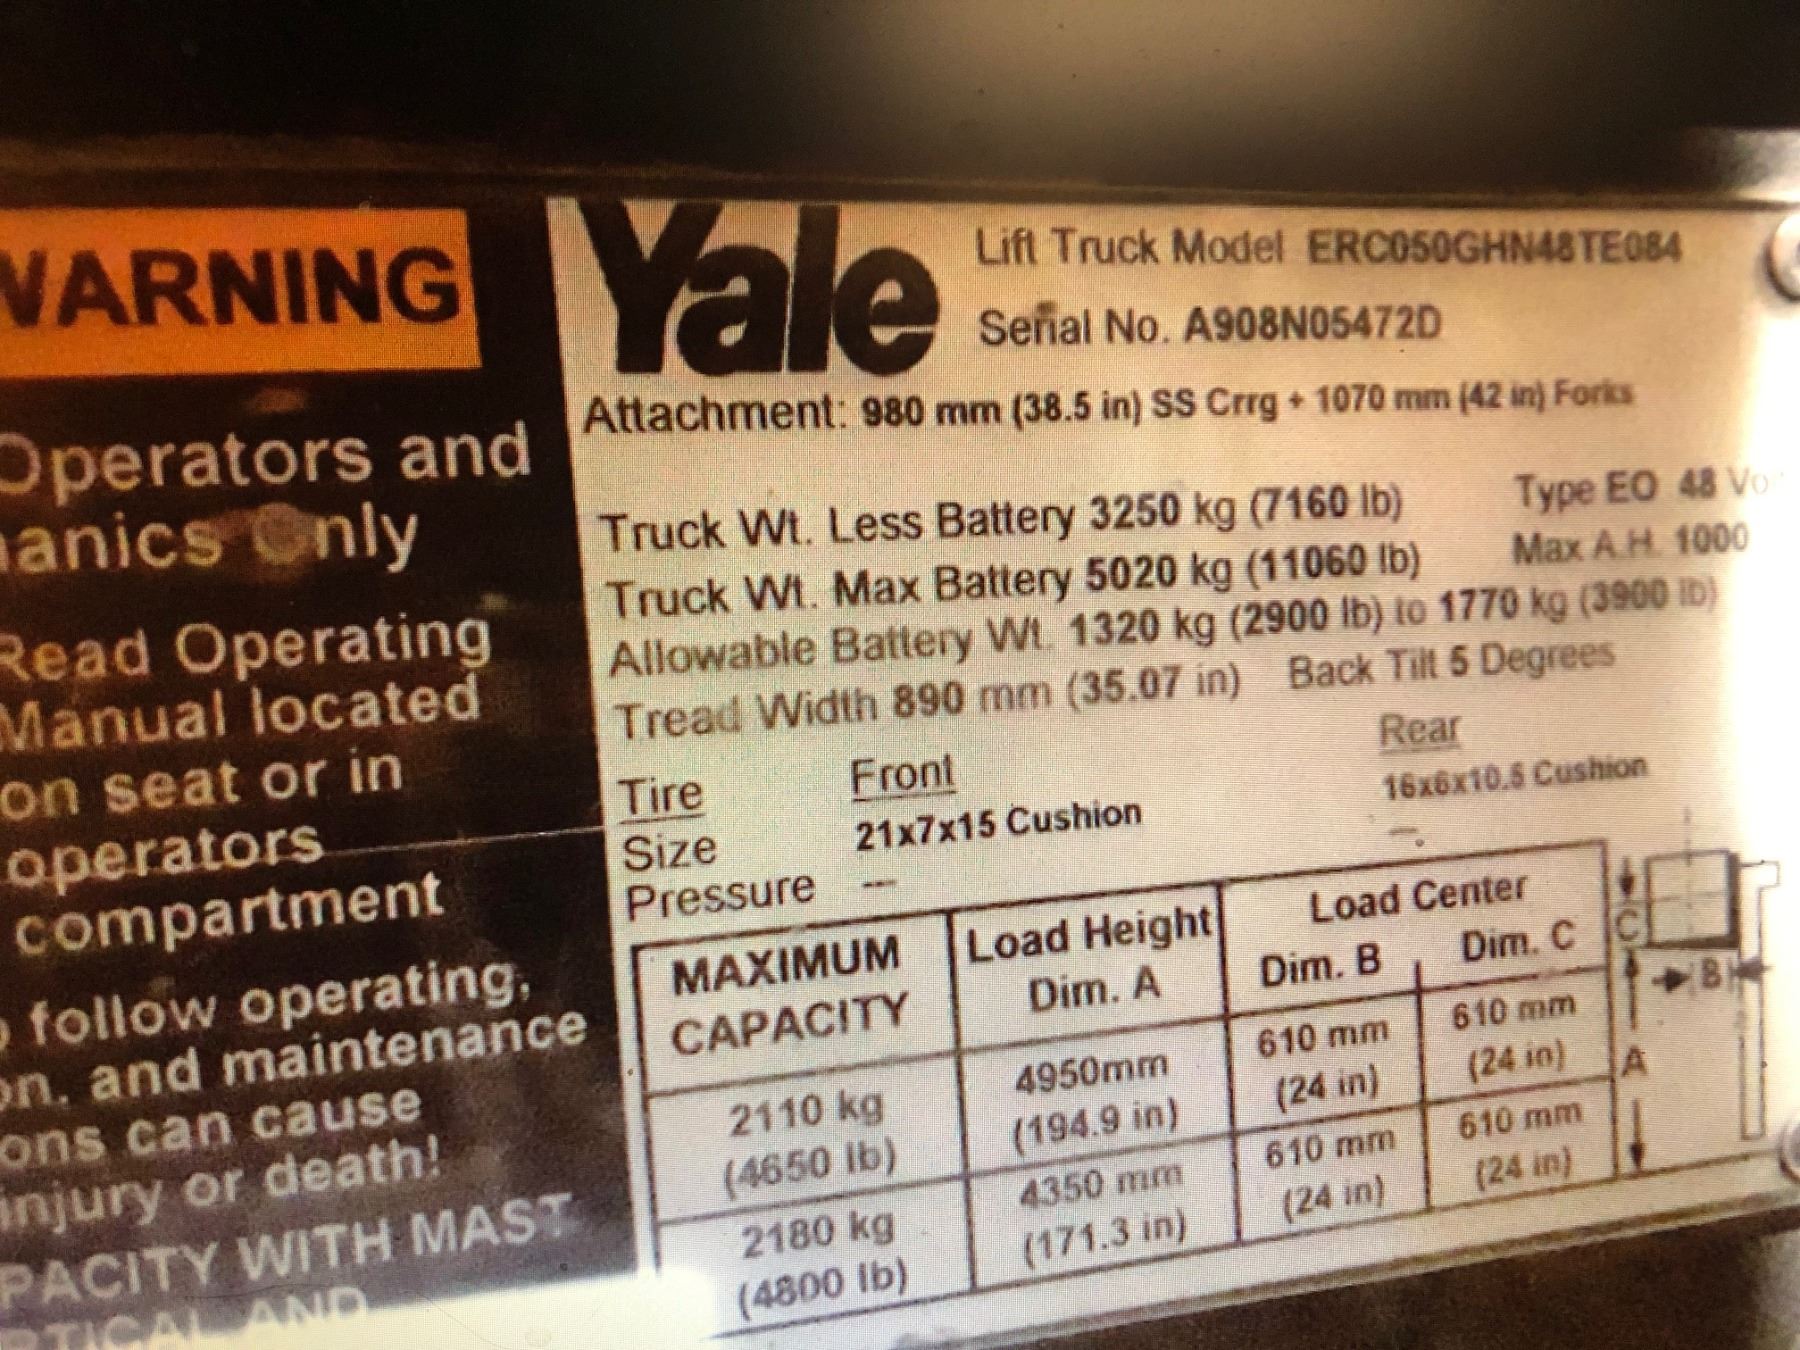 WARNING
Operators and
anics Only
Read Operating
Manual located
on seat or in
operators
compartment
follow operating,
on, and maintenance
ons can cause
injury or death!
PACITY WITH MAST
RTICAL AND
Yale
Lift Truck Model ERC050GHN48TE084
Serial No. A908N05472D
Attachment: 980 mm (38.5 in) SS Crrg + 1070 mm (42 in) Forks
Truck Wt. Less Battery 3250 kg (7160 lb) Type EO 48 Vo
Truck Wt. Max Battery 5020 kg (11060 lb) Max A.H. 1000
Allowable Battery Wt. 1320 kg (2900 lb) to 1770 kg (3900 lb)
Tread Width 890 mm (35.07 in) Back Tilt 5 Degrees
Tire Front Rear
Size 21x7x15 Cushion 16x6x10.5 Cushion
Pressure --- ---
MAXIMUM CAPACITY Load Height Dim. A Load Center Dim. B Dim. C
2110 kg 4950mm 610 mm 610 mm
(4650 lb) (194.9 in) (24 in) (24 in)
2180 kg 4350 mm 610 mm 610 mm
(4800 lb) (171.3 in) (24 in) (24 in)
C
B
A